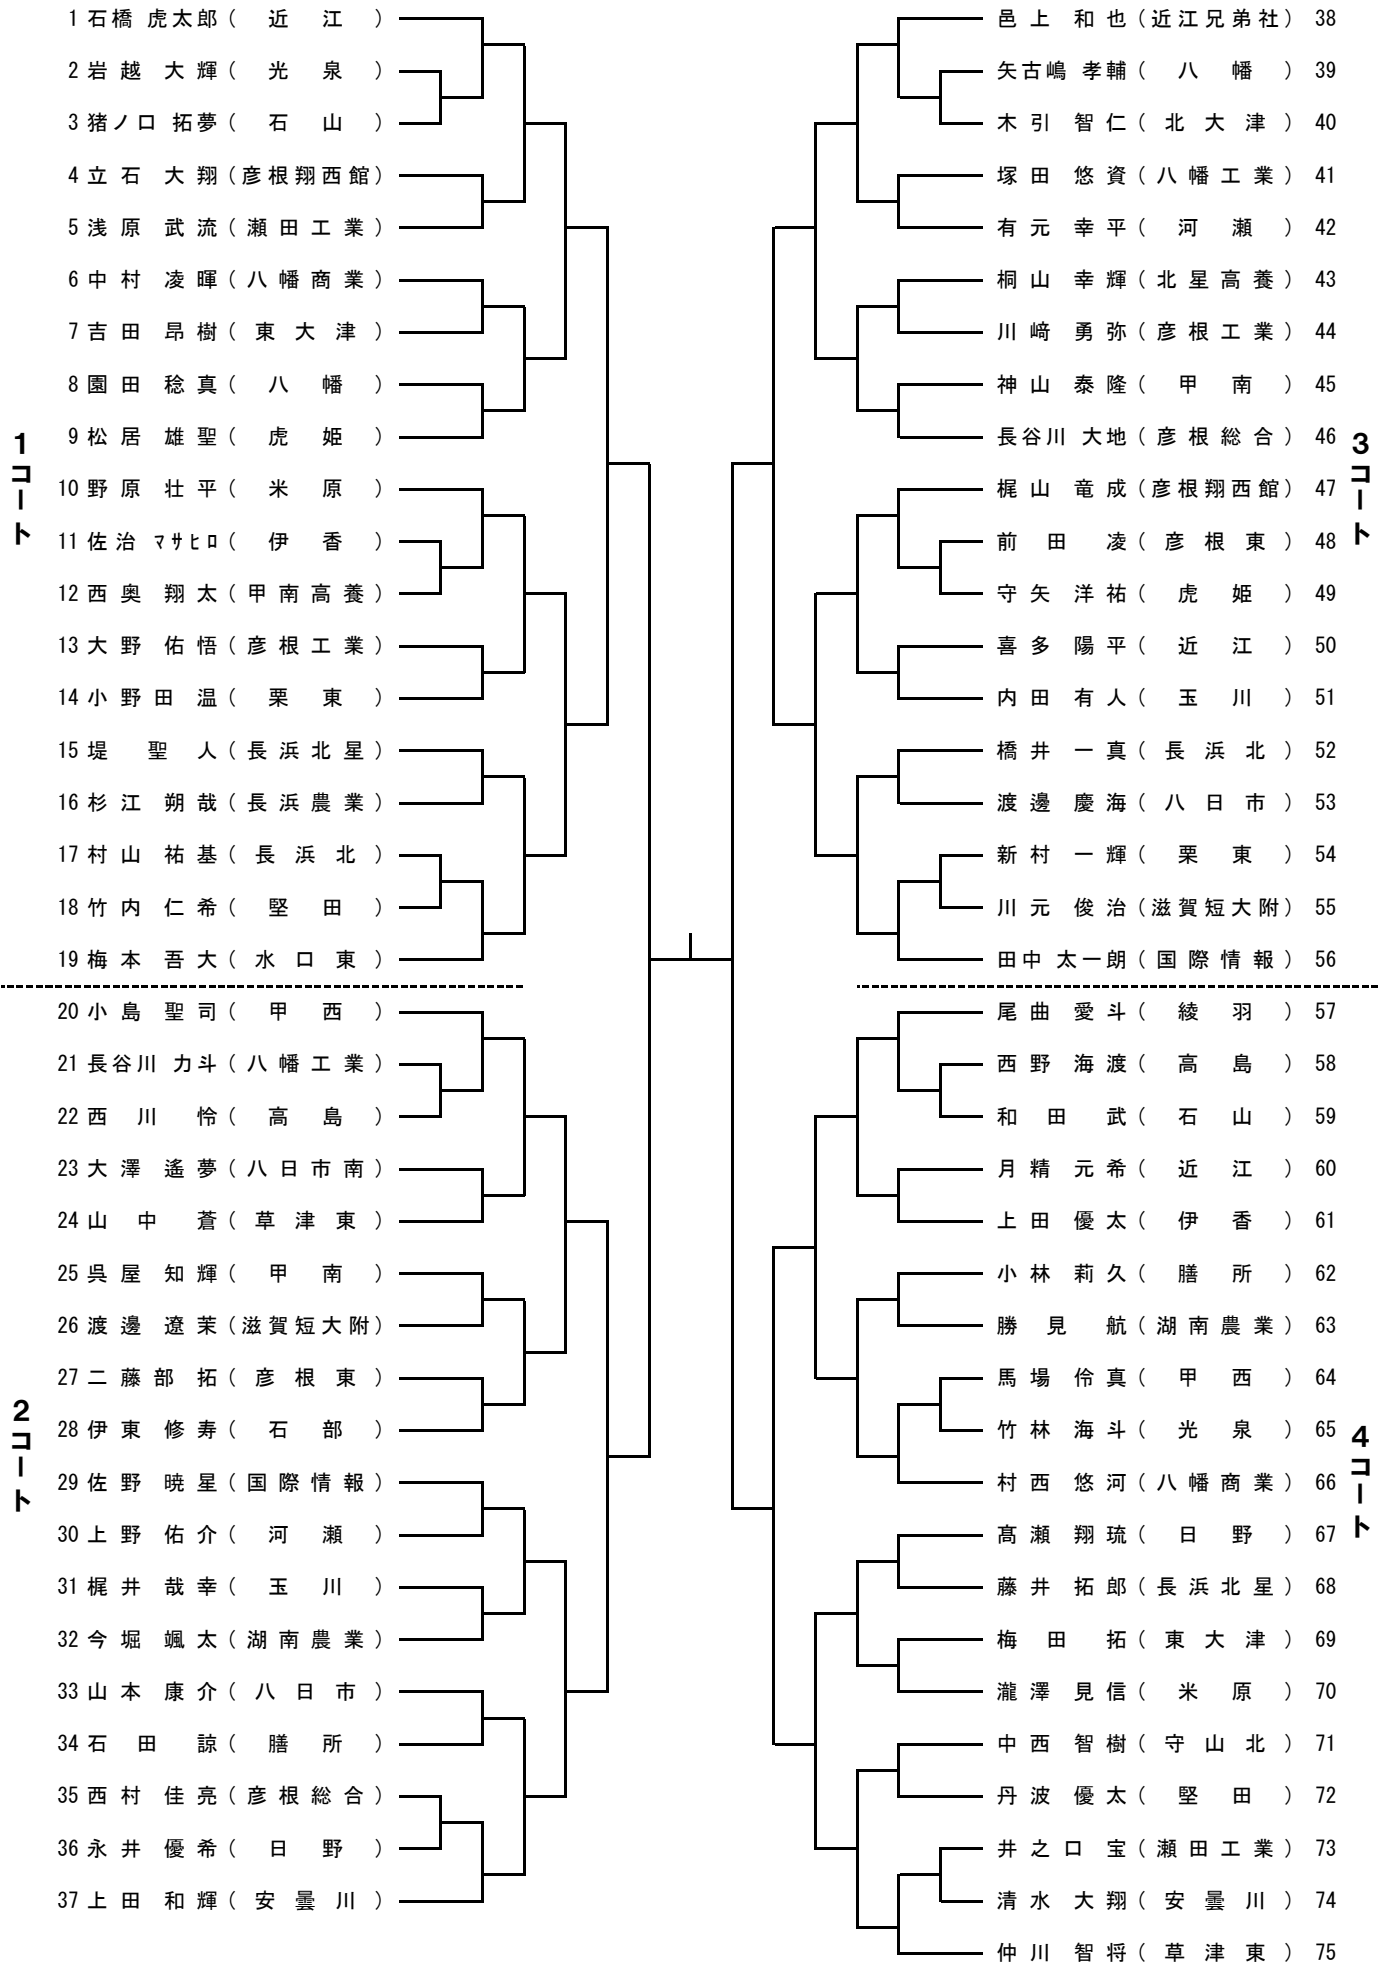 1 石橋 虎太郎 ( 近 江 )
2 岩越 大輝 ( 光 泉 )
3 猪ノ口 拓夢 ( 石 山 )
4 立石 大翔 (彦根翔西館)
5 浅原 武流 ( 瀬田工業 )
6 中村 凌暉 ( 八幡商業 )
7 吉田 昂樹 ( 東大津 )
8 園田 稔真 ( 八 幡 )
9 松居 雄聖 ( 虎 姫 )
1コート
10 野原 壮平 ( 米 原 )
11 佐治 マサヒロ ( 伊 香 )
12 西奥 翔太 ( 甲南高養 )
13 大野 佑悟 ( 彦根工業 )
14 小野田 温 ( 栗 東 )
15 堤 聖人 ( 長浜北星 )
16 杉江 朔哉 ( 長浜農業 )
17 村山 祐基 ( 長浜北 )
18 竹内 仁希 ( 堅 田 )
19 梅本 吾大 ( 水口東 )
20 小島 聖司 ( 甲 西 )
21 長谷川 力斗 ( 八幡工業 )
22 西川 怜 ( 高 島 )
23 大澤 遙夢 ( 八日市南 )
24 山中 蒼 ( 草津東 )
25 呉屋 知輝 ( 甲 南 )
26 渡邊 遼茉 (滋賀短大附)
27 二藤部 拓 ( 彦根東 )
28 伊東 修寿 ( 石 部 )
2コート
29 佐野 暁星 ( 国際情報 )
30 上野 佑介 ( 河 瀬 )
31 梶井 哉幸 ( 玉 川 )
32 今堀 颯太 ( 湖南農業 )
33 山本 康介 ( 八日市 )
34 石田 諒 ( 膳 所 )
35 西村 佳亮 ( 彦根総合 )
36 永井 優希 ( 日 野 )
37 上田 和輝 ( 安曇川 )
邑上 和也 (近江兄弟社) 38
矢古嶋 孝輔 ( 八 幡 ) 39
木引 智仁 ( 北大津 ) 40
塚田 悠資 ( 八幡工業 ) 41
有元 幸平 ( 河 瀬 ) 42
桐山 幸輝 ( 北星高養 ) 43
川﨑 勇弥 ( 彦根工業 ) 44
神山 泰隆 ( 甲 南 ) 45
長谷川 大地 ( 彦根総合 ) 46
3コート
梶山 竜成 (彦根翔西館) 47
前田 凌 ( 彦根東 ) 48
守矢 洋祐 ( 虎 姫 ) 49
喜多 陽平 ( 近 江 ) 50
内田 有人 ( 玉 川 ) 51
橋井 一真 ( 長浜北 ) 52
渡邊 慶海 ( 八日市 ) 53
新村 一輝 ( 栗 東 ) 54
川元 俊治 (滋賀短大附) 55
田中 太一朗 ( 国際情報 ) 56
尾曲 愛斗 ( 綾 羽 ) 57
西野 海渡 ( 高 島 ) 58
和田 武 ( 石 山 ) 59
月精 元希 ( 近 江 ) 60
上田 優太 ( 伊 香 ) 61
小林 莉久 ( 膳 所 ) 62
勝見 航 ( 湖南農業 ) 63
馬場 伶真 ( 甲 西 ) 64
竹林 海斗 ( 光 泉 ) 65
4コート
村西 悠河 ( 八幡商業 ) 66
髙瀬 翔琉 ( 日 野 ) 67
藤井 拓郎 ( 長浜北星 ) 68
梅田 拓 ( 東大津 ) 69
瀧澤 見信 ( 米 原 ) 70
中西 智樹 ( 守山北 ) 71
丹波 優太 ( 堅 田 ) 72
井之口 宝 ( 瀬田工業 ) 73
清水 大翔 ( 安曇川 ) 74
仲川 智将 ( 草津東 ) 75